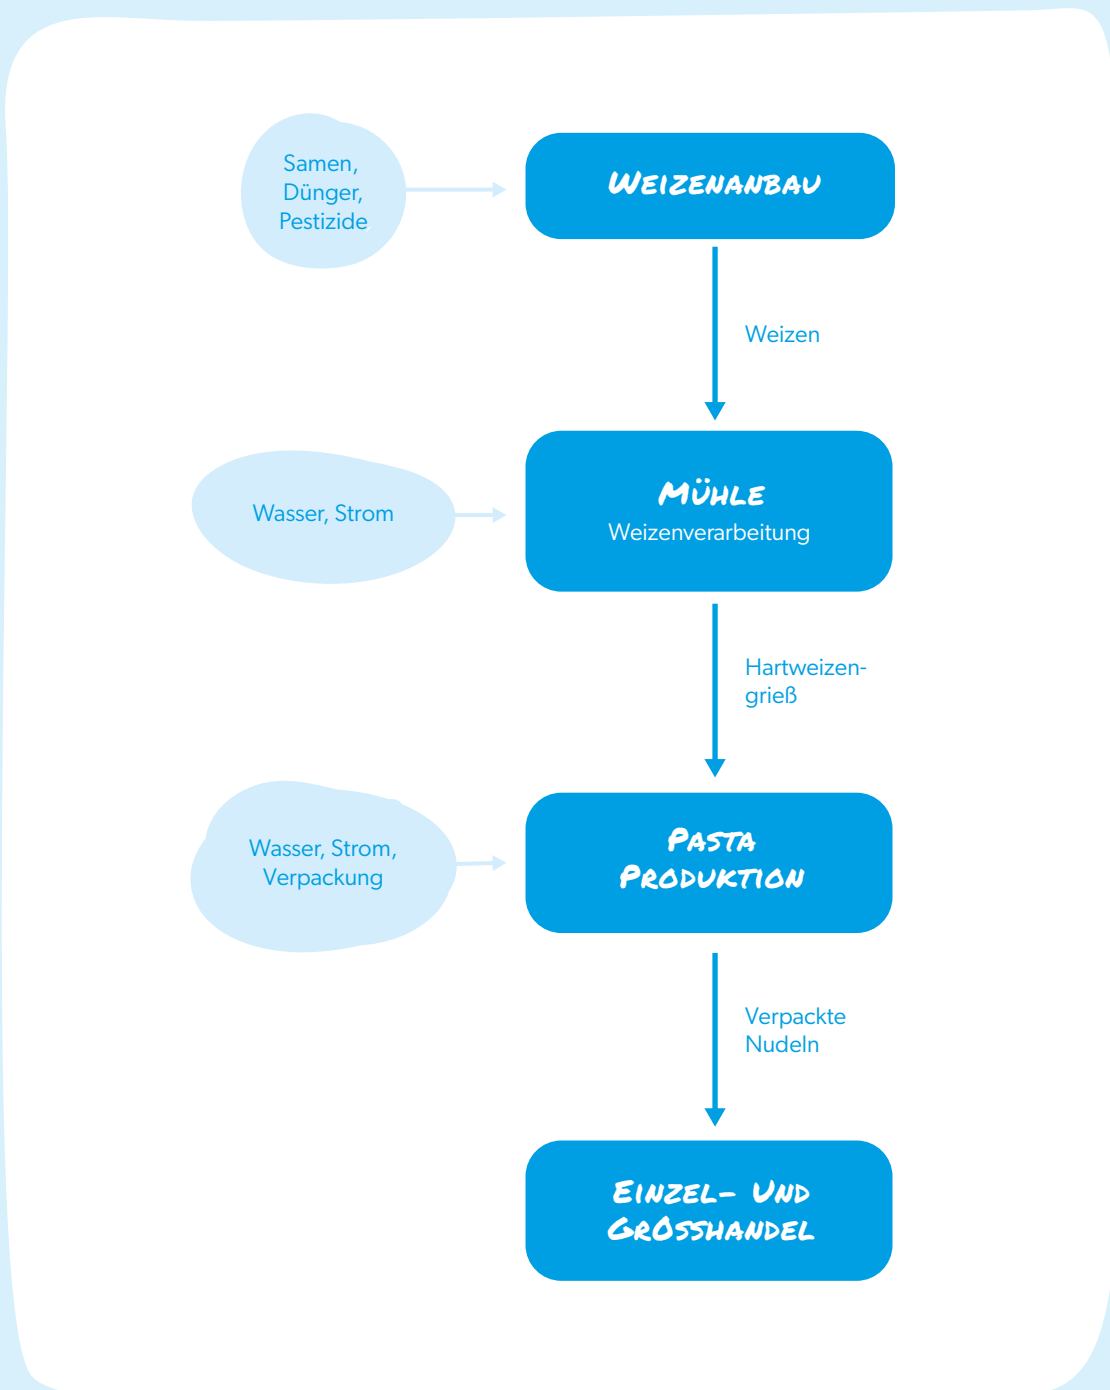 Samen,
Dünger,
Pestizide
WEIZENANBAU
Weizen
Wasser, Strom
MÜHLE
Weizenverarbeitung
Hartweizen-
grieß
Wasser, Strom,
Verpackung
PASTA
PRODUKTION
Verpackte
Nudeln
EINZEL- UND
GROSSHANDEL